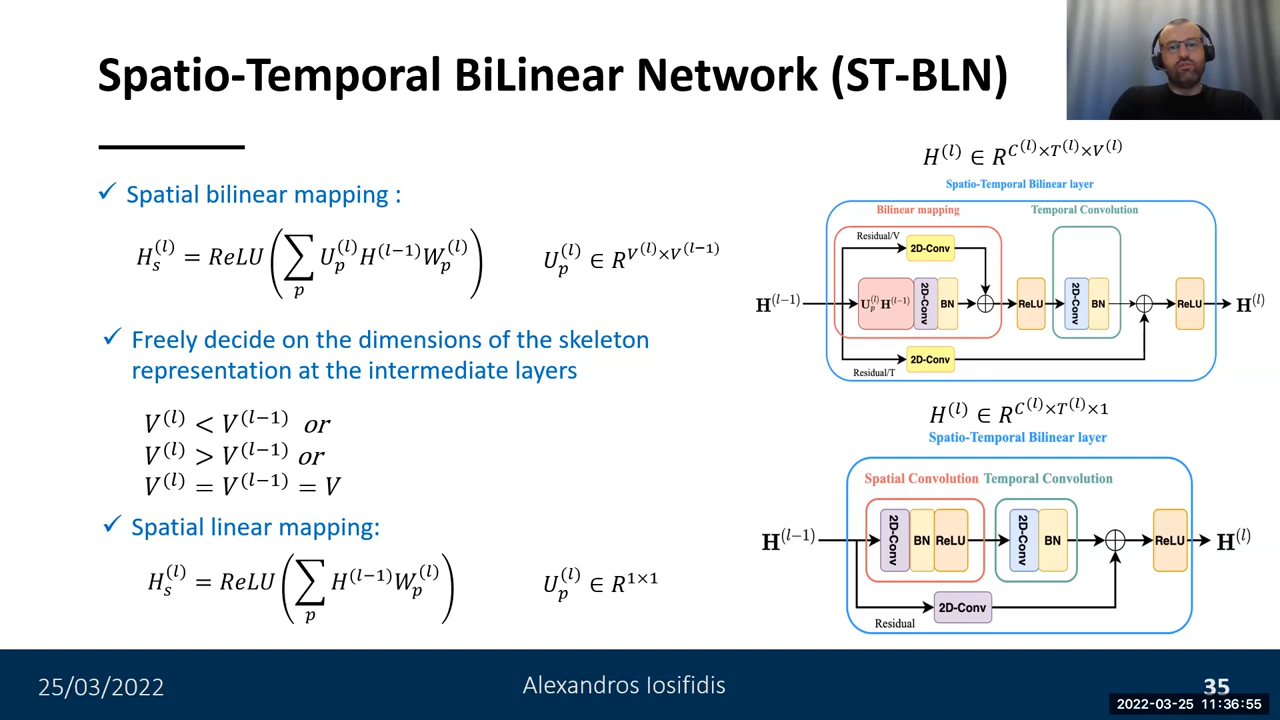 Spatio-Temporal BiLinear Network (ST-BLN)
✓ Spatial bilinear mapping :
H_s^{(l)} = ReLU(∑_p U_p^{(l)} H^{(l−1)} W_p^{(l)})    U_p^{(l)} ∈ R^{V^{(l)}×V^{(l−1)}}
✓ Freely decide on the dimensions of the skeleton
representation at the intermediate layers
V^{(l)} < V^{(l−1)} or
V^{(l)} > V^{(l−1)} or
V^{(l)} = V^{(l−1)} = V
✓ Spatial linear mapping:
H_s^{(l)} = ReLU(∑_p H^{(l−1)} W_p^{(l)})    U_p^{(l)} ∈ R^{1×1}
H^{(l)} ∈ R^{C^{(l)}×T^{(l)}×V^{(l)}}
Spatio-Temporal Bilinear layer
Bilinear mapping    Temporal Convolution
Residual/V
2D-Conv
H^{(l−1)}    U_p^{(l)}H^{(l−1)}    2D-Conv    BN    ReLU    2D-Conv    BN    ReLU    H^{(l)}
2D-Conv
Residual/T
H^{(l)} ∈ R^{C^{(l)}×T^{(l)}×1}
Spatio-Temporal Bilinear layer
Spatial Convolution    Temporal Convolution
H^{(l−1)}    2D-Conv    BN    ReLU    2D-Conv    BN    ReLU    H^{(l)}
2D-Conv
Residual
25/03/2022    Alexandros Iosifidis    35
2022-03-25 11:36:55